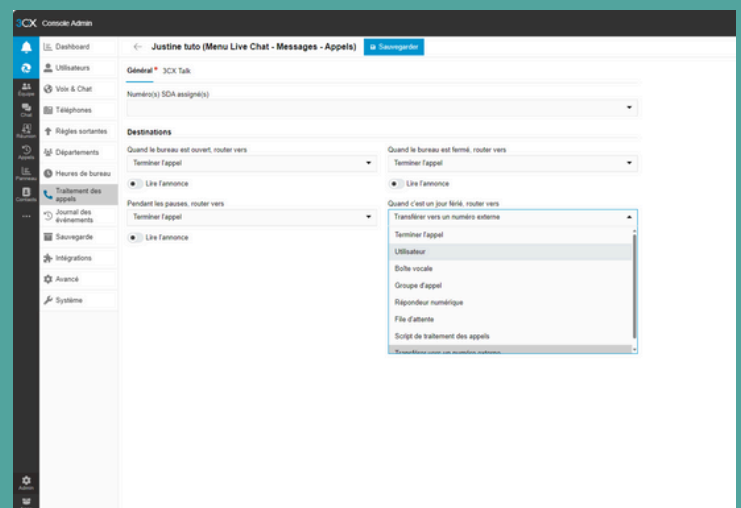 3CX Console Admin
Dashboard
Utilisateurs
Voix & Chat
Téléphones
Règles sortantes
Départements
Heures de bureau
Traitement des
appels
Journal des
événements
Sauvegarde
Intégrations
Avancé
Système
Équipe
Chat
Réunion
Appels
Panneau
Contacts
Admin
Justine tuto (Menu Live Chat - Messages - Appels)
Sauvegarder
Général * 3CX Talk
Numéro(s) SDA assigné(s)
Destinations
Quand le bureau est ouvert, router vers
Terminer l'appel
Lire l'annonce
Quand le bureau est fermé, router vers
Terminer l'appel
Lire l'annonce
Pendant les pauses, router vers
Terminer l'appel
Lire l'annonce
Quand c'est un jour férié, router vers
Transférer vers un numéro externe
Terminer l'appel
Utilisateur
Boîte vocale
Groupe d'appel
Répondeur numérique
File d'attente
Script de traitement des appels
Transférer vers un numéro externe